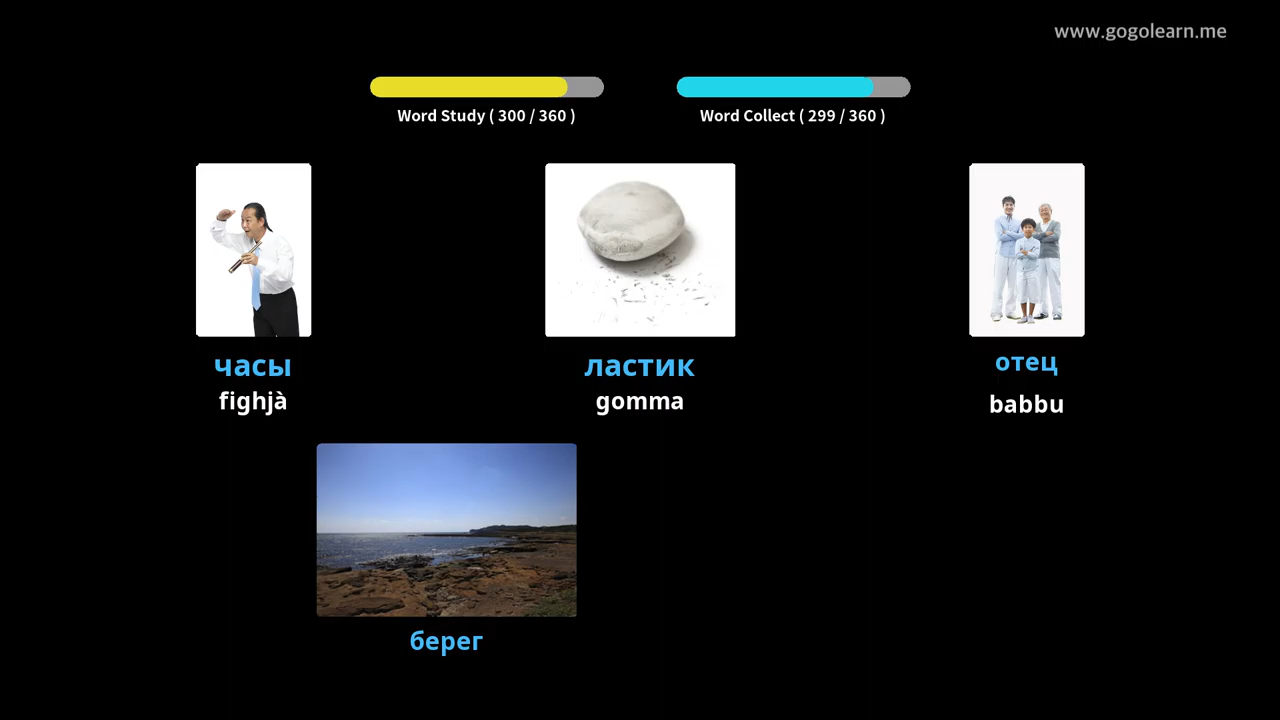 www.gogolearn.me
Word Study ( 300 / 360 )
Word Collect ( 299 / 360 )
часы
fighjà
ластик
gomma
отец
babbu
берег